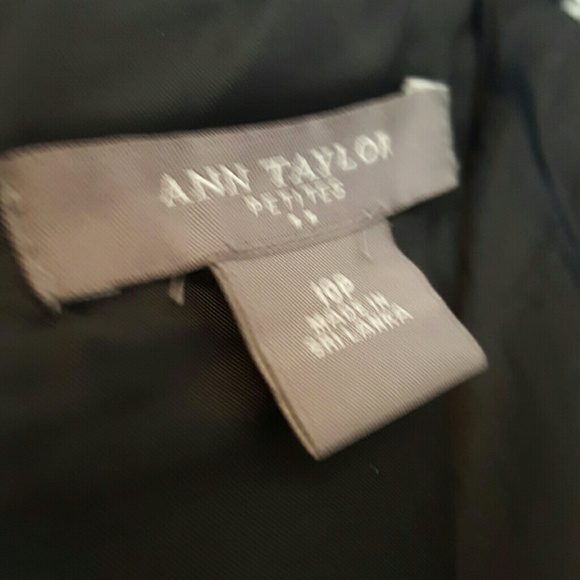 ANN TAYLOR
PETITES
10P
MADE IN
SRI LANKA